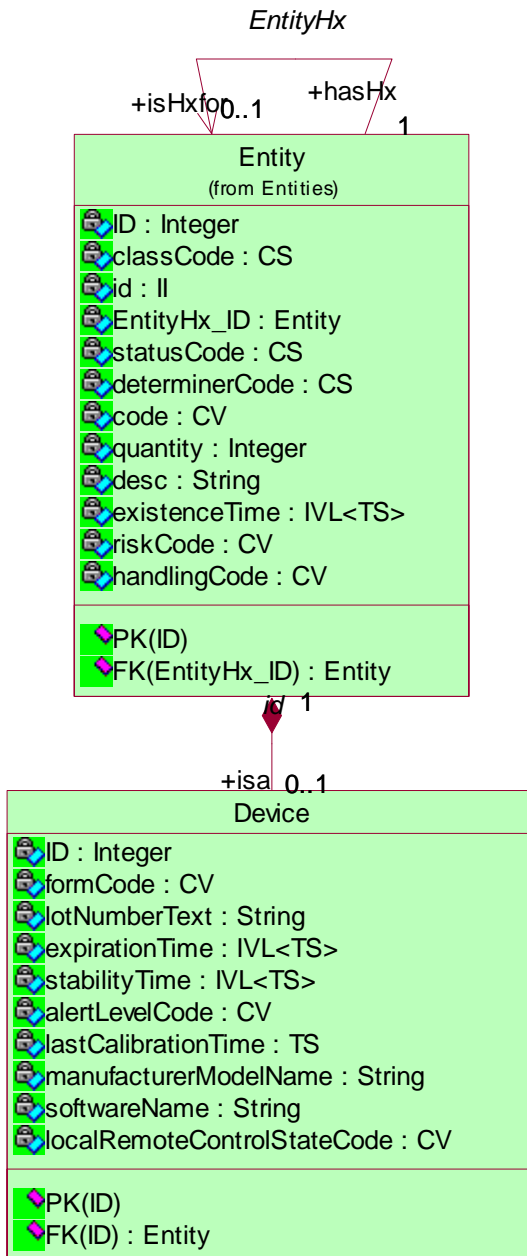 EntityHx
+isHxfor
0..1
+hasHx
1
Entity
(from Entities)
ID : Integer
classCode : CS
id : II
EntityHx_ID : Entity
statusCode : CS
determinerCode : CS
code : CV
quantity : Integer
desc : String
existenceTime : IVL<TS>
riskCode : CV
handlingCode : CV
PK(ID)
FK(EntityHx_ID) : Entity
id
1
+isa
0..1
Device
ID : Integer
formCode : CV
lotNumberText : String
expirationTime : IVL<TS>
stabilityTime : IVL<TS>
alertLevelCode : CV
lastCalibrationTime : TS
manufacturerModelName : String
softwareName : String
localRemoteControlStateCode : CV
PK(ID)
FK(ID) : Entity